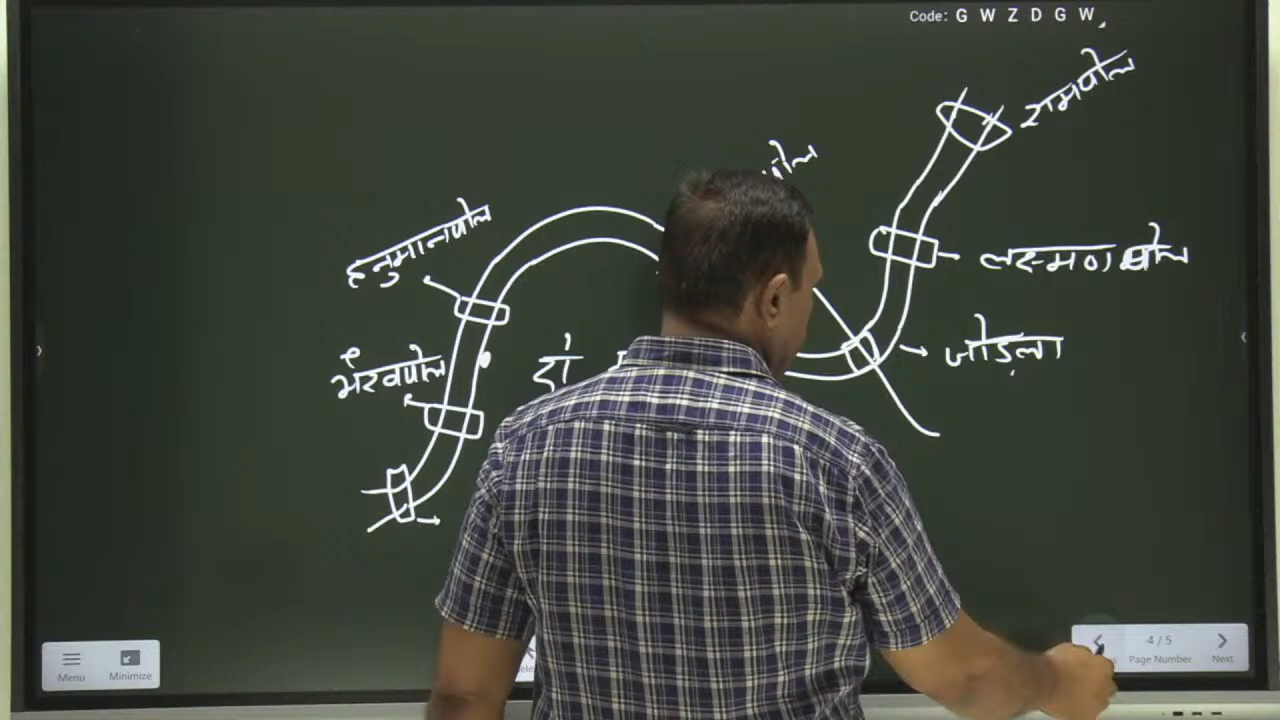 Code: G W Z D G W
रामपोल
पोल
हनुमानपोल
लक्ष्मणपोल
जोड़ला
भैरवपोल
Menu
Minimize
4 / 5
Page Number
Next